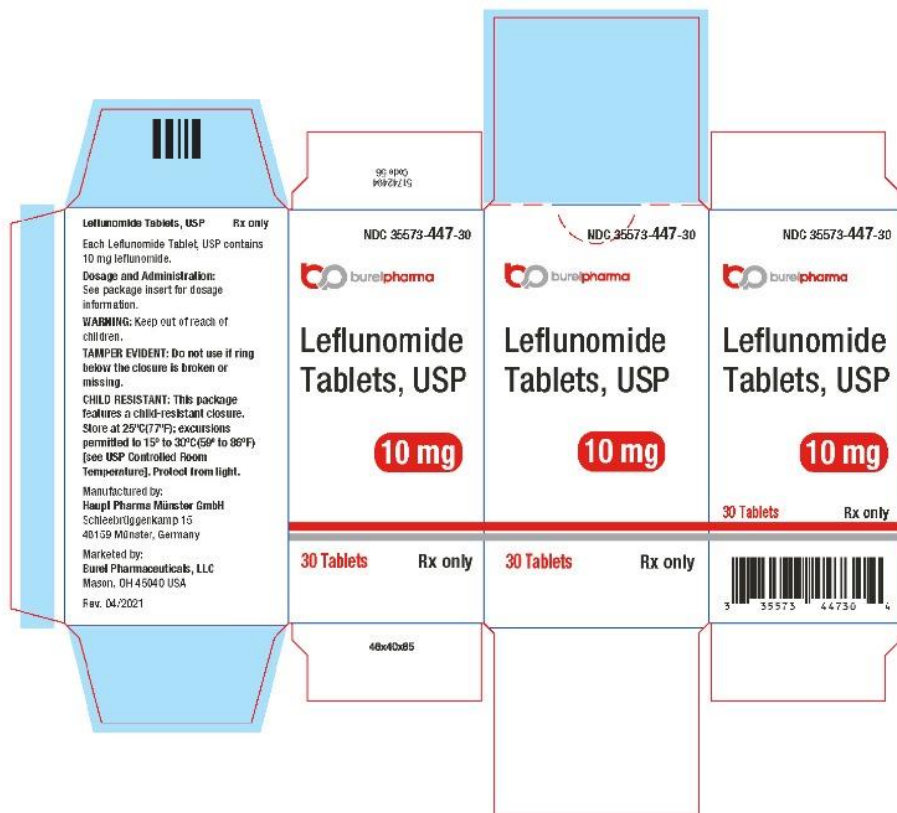 51742494
Code 56
Leflunomide Tablets, USP Rx only
Each Leflunomide Tablet, USP contains
10 mg leflunomide.
Dosage and Administration:
See package insert for dosage
information.
WARNING: Keep out of reach of
children.
TAMPER EVIDENT: Do not use if ring
below the closure is broken or
missing.
CHILD RESISTANT: This package
features a child-resistant closure.
Store at 25°C(77°F); excursions
permitted to 15° to 30°C(59° to 86°F)
[see USP Controlled Room
Temperature]. Protect from light.
Manufactured by:
Haupt Pharma Münster GmbH
Schleebrüggenkamp 15
48159 Münster, Germany
Marketed by:
Burel Pharmaceuticals, LLC
Mason, OH 45040 USA
Rev. 04/2021
NDC 35573-447-30
burelpharma
Leflunomide
Tablets, USP
10 mg
30 Tablets Rx only
48x40x85
NDC 35573-447-30
burelpharma
Leflunomide
Tablets, USP
10 mg
30 Tablets Rx only
NDC 35573-447-30
burelpharma
Leflunomide
Tablets, USP
10 mg
30 Tablets Rx only
3 35573 44730 4